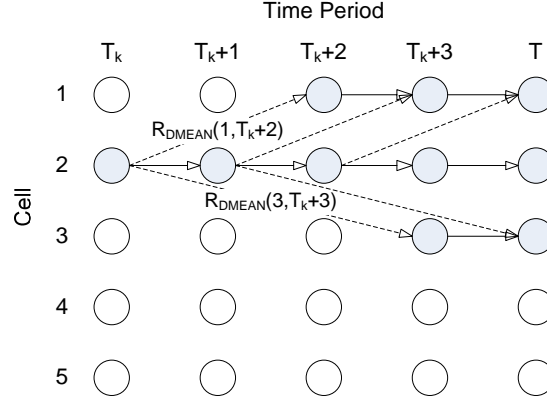 Time Period
Tk Tk+1 Tk+2 Tk+3 T
1
RDMEAN(1,Tk+2)
2
RDMEAN(3,Tk+3)
Cell
3
4
5